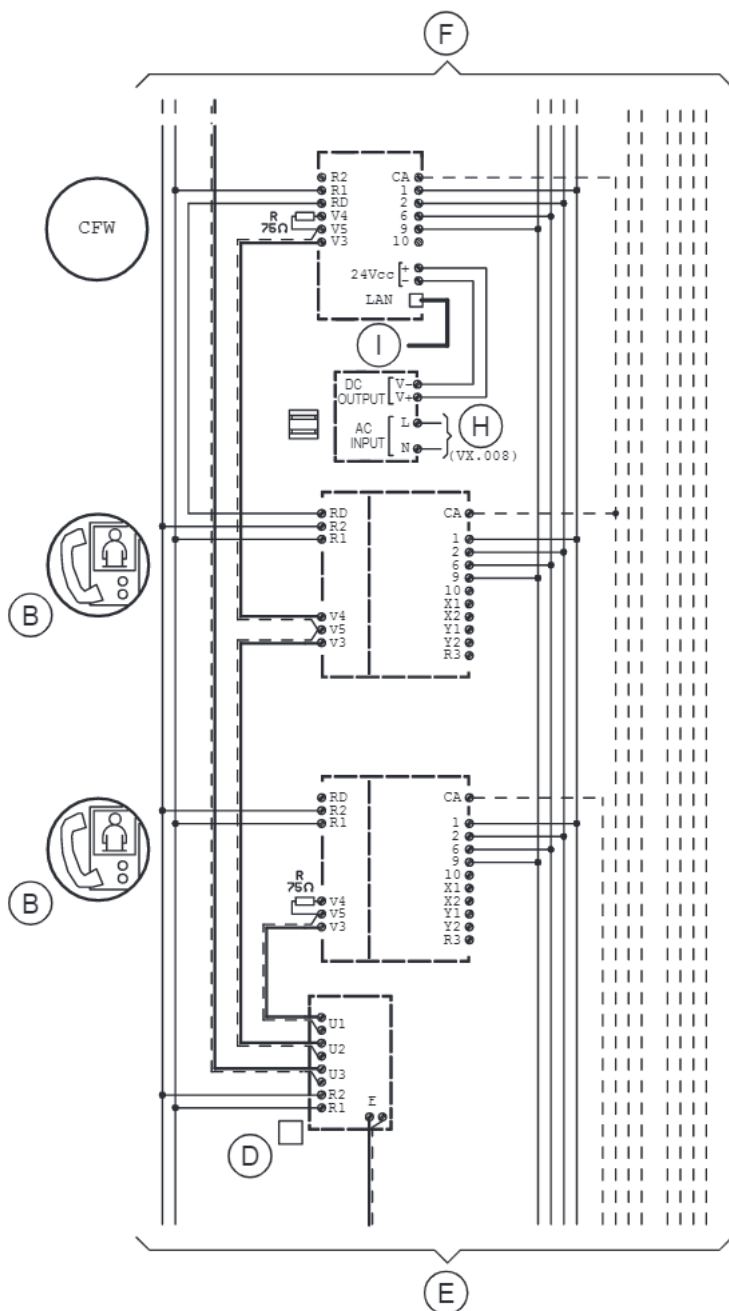 F
CFW
R2
R1
RD
R
75Ω
V4
V5
V3
CA
1
2
6
9
10
24Vcc
+
-
LAN
I
DC
OUTPUT
V-
V+
AC
INPUT
L
N
H
(VX.008)
B
RD
R2
R1
V4
V5
V3
CA
1
2
6
9
10
X1
X2
Y1
Y2
R3
B
RD
R2
R1
R
75Ω
V4
V5
V3
CA
1
2
6
9
10
X1
X2
Y1
Y2
R3
U1
U2
U3
R2
R1
E
D
E